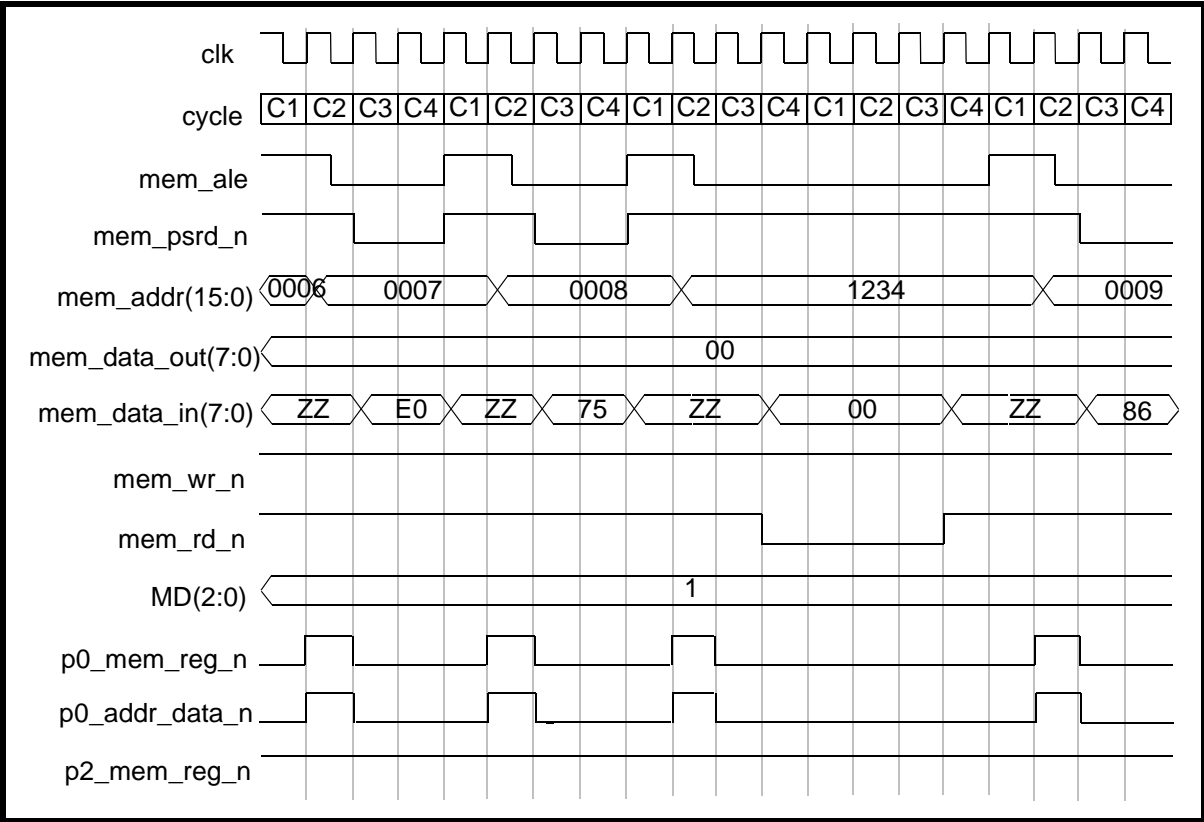 clk
cycle C1 C2 C3 C4 C1 C2 C3 C4 C1 C2 C3 C4 C1 C2 C3 C4 C1 C2 C3 C4
mem_ale
mem_psrd_n
mem_addr(15:0) 0006 0007 0008 1234 0009
mem_data_out(7:0) 00
mem_data_in(7:0) ZZ E0 ZZ 75 ZZ 00 ZZ 86
mem_wr_n
mem_rd_n
MD(2:0) 1
p0_mem_reg_n
p0_addr_data_n
p2_mem_reg_n